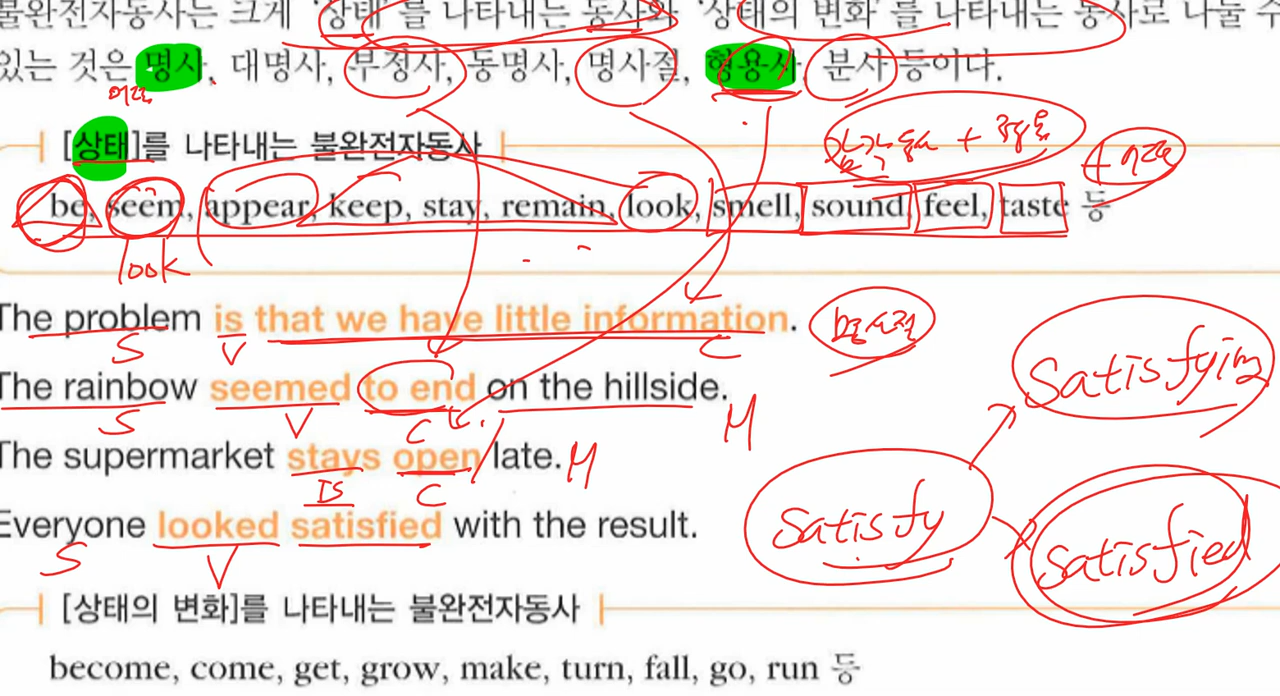 불완전자동사는 크게 ‘상태’를 나타내는 동사와 ‘상태의 변화’를 나타내는 동사로 나눌 수
있는 것은 명사, 대명사, 부정사, 동명사, 명사절, 형용사, 분사 등이다.
[상태]를 나타내는 불완전자동사
감각동사 + 형용
be, seem, appear, keep, stay, remain, look, smell, sound, feel, taste 등
look
The problem is that we have little information.
명사절
S V C
The rainbow seemed to end on the hillside.
S V C M
Satisfying
The supermarket stays open late. M
IS C
Satisfy
Everyone looked satisfied with the result.
S V
Satisfied
[상태의 변화]를 나타내는 불완전자동사
become, come, get, grow, make, turn, fall, go, run 등